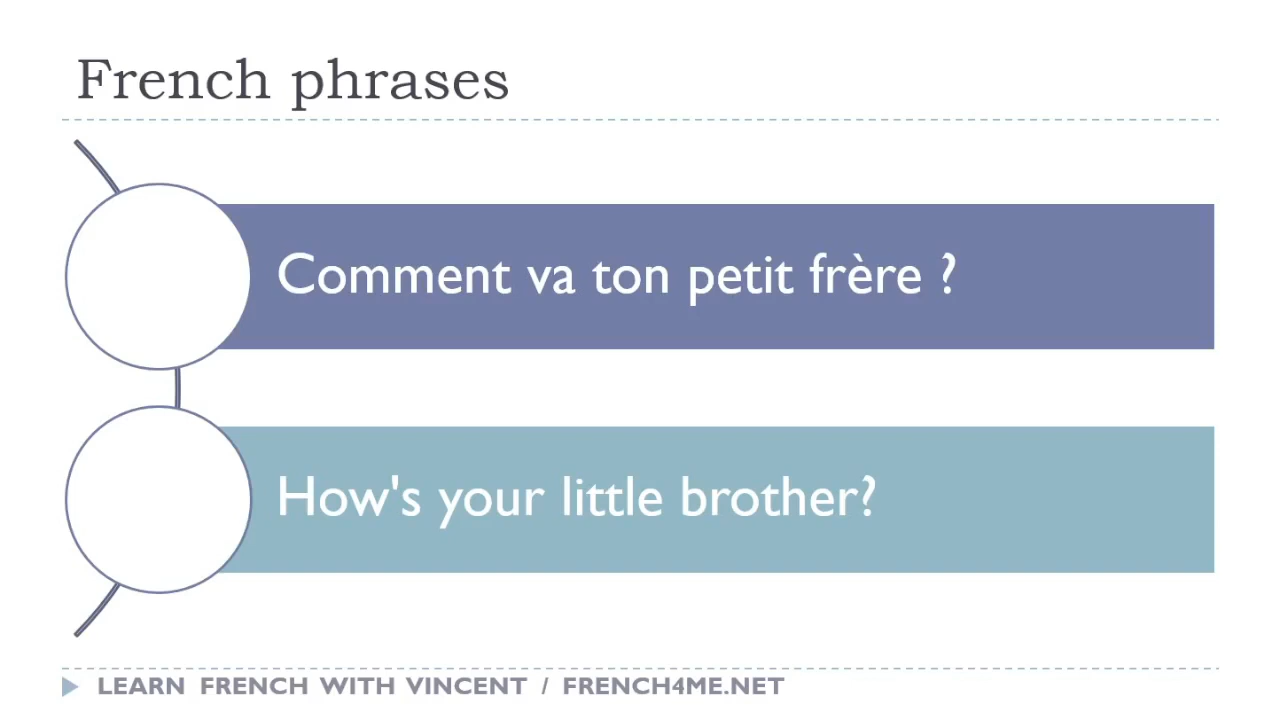 French phrases
Comment va ton petit frère ?
How's your little brother?
LEARN FRENCH WITH VINCENT / FRENCH4ME.NET